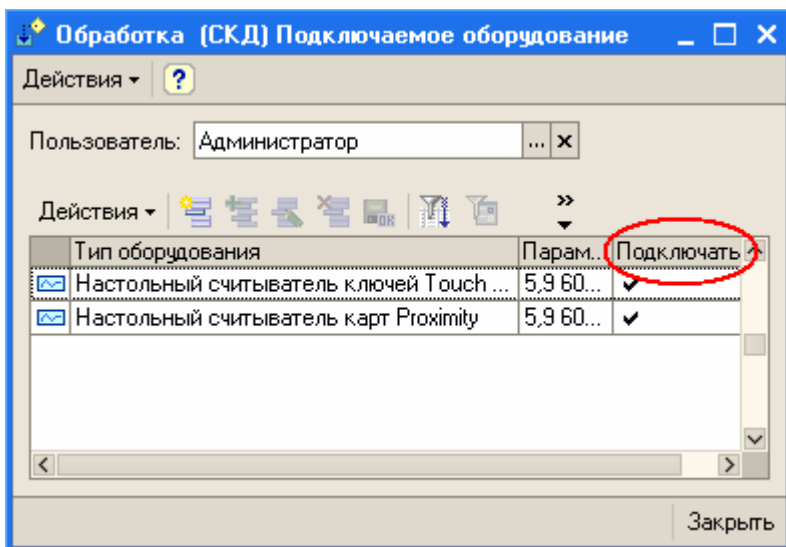 Обработка (СКД) Подключаемое оборудование
Действия
?
Пользователь: Администратор ... x
Действия
OK
Тип оборудования Парам... Подключать
Настольный считыватель ключей Touch ... 5,9 60...
Настольный считыватель карт Proximity 5,9 60...
Закрыть